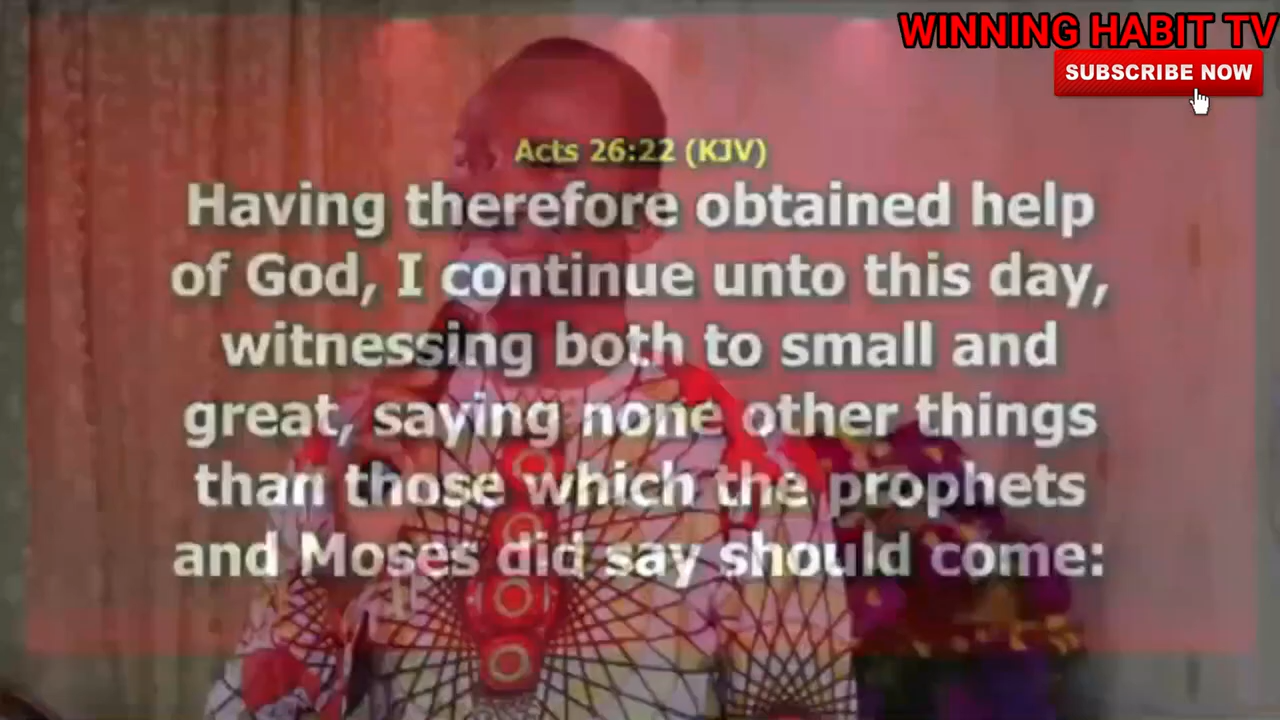 WINNING HABIT TV
SUBSCRIBE NOW
Acts 26:22 (KJV)
Having therefore obtained help
of God, I continue unto this day,
witnessing both to small and
great, saying none other things
than those which the prophets
and Moses did say should come: